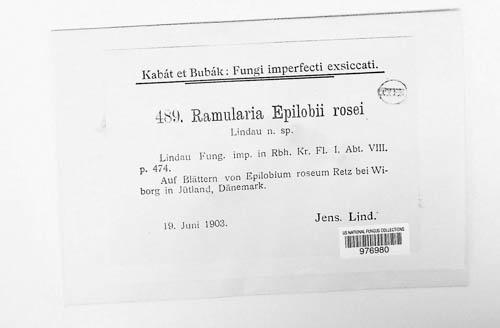 Kabát et Bubák: Fungi imperfecti exsiccati.
489. Ramularia Epilobii rosei
Lindau n. sp.
Lindau Fung. imp. in Rbh. Kr. Fl. I. Abt. VIII.
p. 474.
Auf Blättern von Epilobium roseum Retz bei Wi-
borg in Jütland, Dänemark.
19. Juni 1903.
Jens. Lind.
US NATIONAL FUNGUS COLLECTIONS
976980